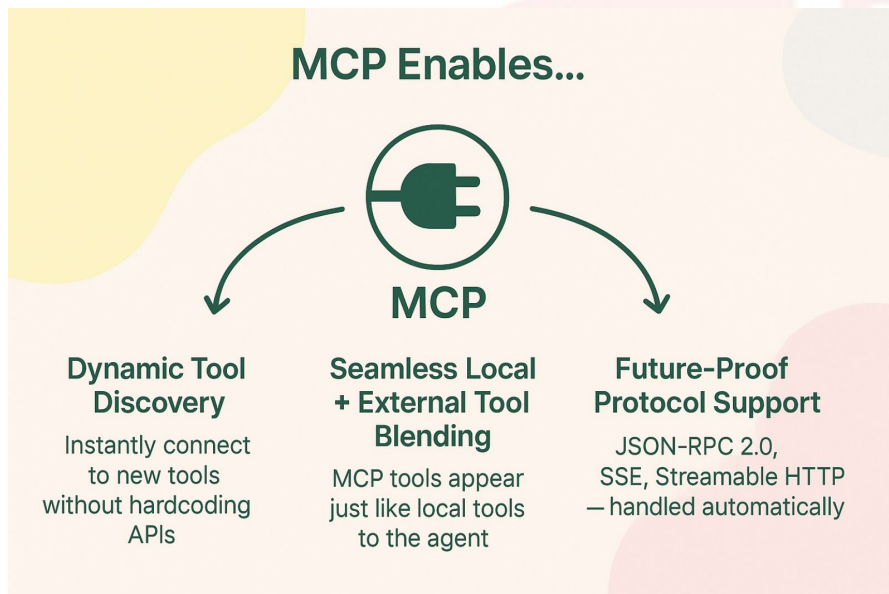 MCP Enables...
MCP
Dynamic Tool
Discovery
Instantly connect
to new tools
without hardcoding
APIs
Seamless Local
+ External Tool
Blending
MCP tools appear
just like local tools
to the agent
Future-Proof
Protocol Support
JSON-RPC 2.0,
SSE, Streamable HTTP
— handled automatically